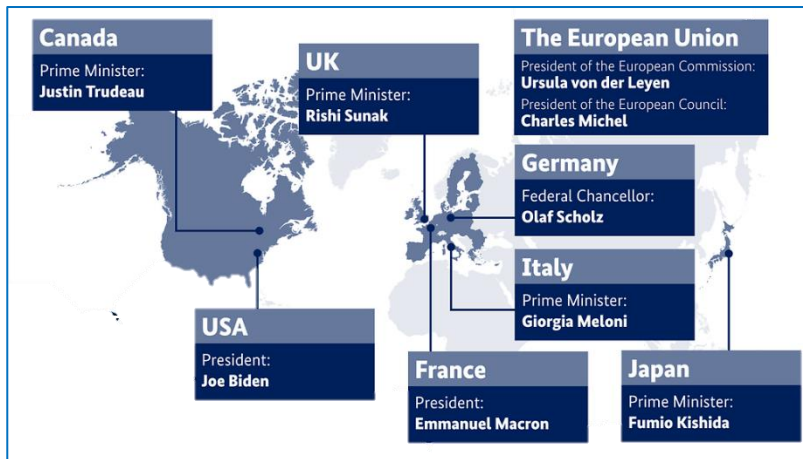 Canada
Prime Minister:
Justin Trudeau
UK
Prime Minister:
Rishi Sunak
The European Union
President of the European Commission:
Ursula von der Leyen
President of the European Council:
Charles Michel
Germany
Federal Chancellor:
Olaf Scholz
Italy
Prime Minister:
Giorgia Meloni
USA
President:
Joe Biden
France
President:
Emmanuel Macron
Japan
Prime Minister:
Fumio Kishida